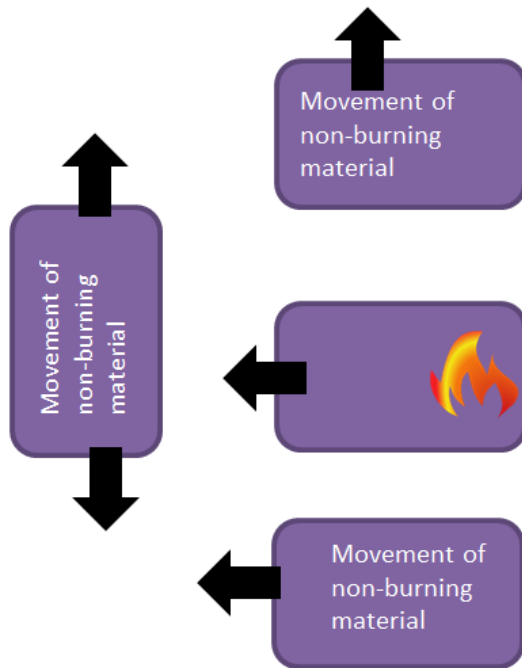 Movement of
non-burning
material
Movement of
non-burning
material
Movement of
non-burning
material